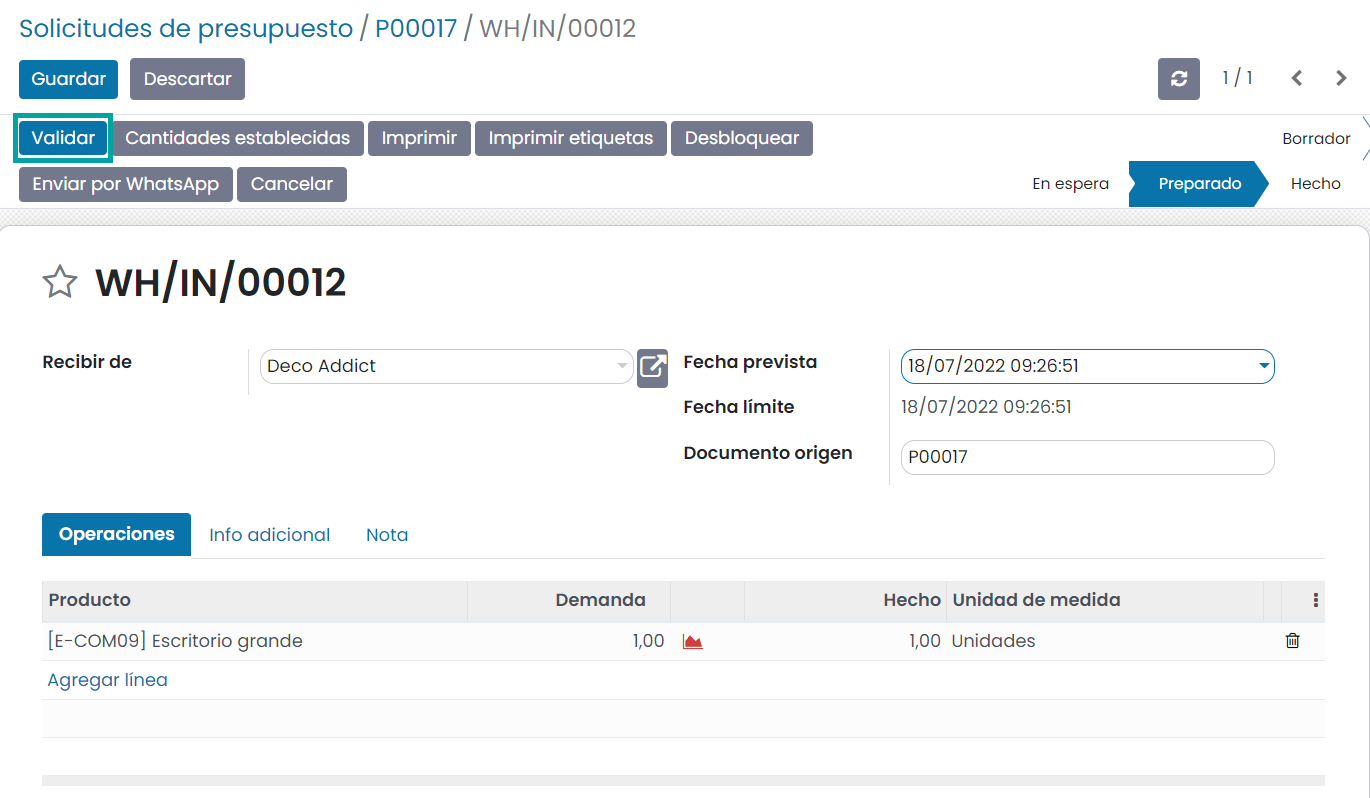 Solicitudes de presupuesto / P00017 / WH/IN/00012
Guardar Descartar 1 / 1
Validar Cantidades establecidas Imprimir Imprimir etiquetas Desbloquear Borrador
Enviar por WhatsApp Cancelar En espera Preparado Hecho
WH/IN/00012
Recibir de Deco Addict Fecha prevista 18/07/2022 09:26:51
Fecha límite 18/07/2022 09:26:51
Documento origen P00017
Operaciones Info adicional Nota
Producto Demanda Hecho Unidad de medida
[E-COM09] Escritorio grande 1,00 1,00 Unidades
Agregar línea